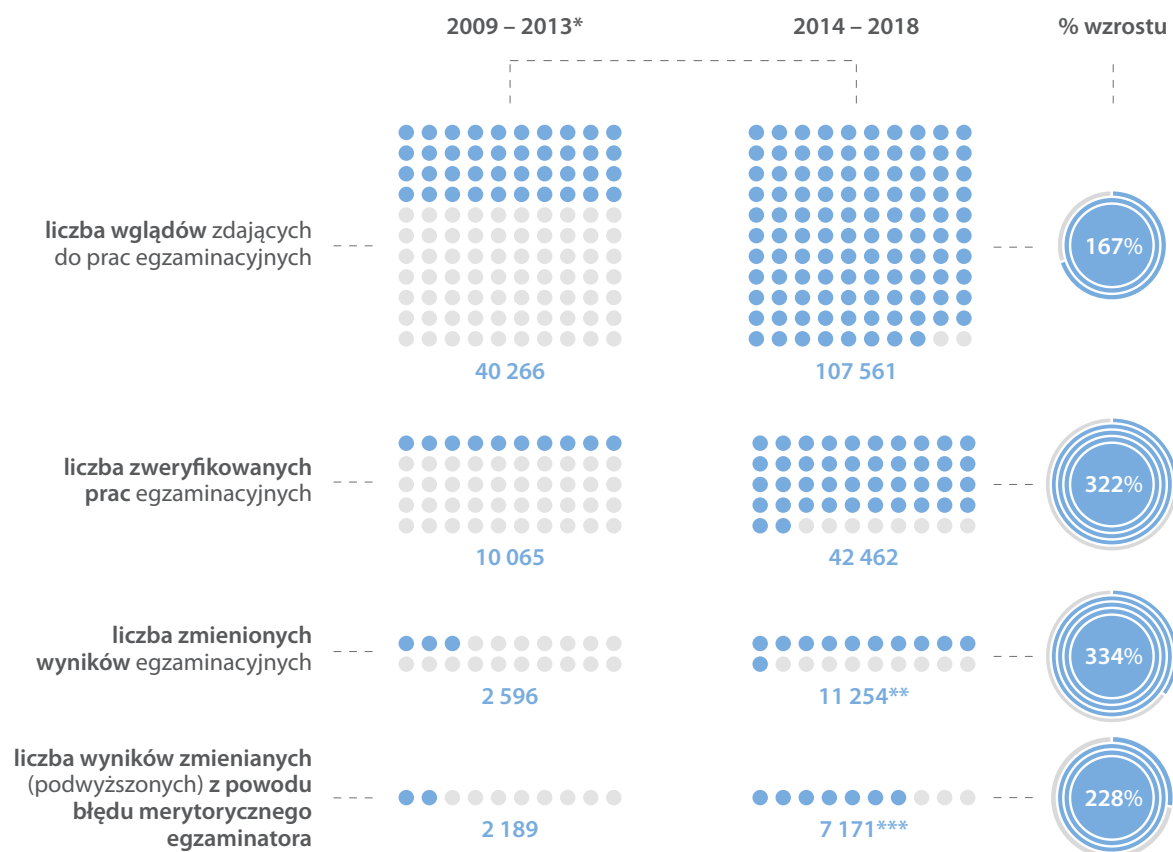 2009 – 2013*
2014 – 2018
% wzrostu
liczba wglądów zdających
do prac egzaminacyjnych
40 266
107 561
167%
liczba zweryfikowanych
prac egzaminacyjnych
10 065
42 462
322%
liczba zmienionych
wyników egzaminacyjnych
2 596
11 254**
334%
liczba wyników zmienianych
(podwyższonych) z powodu
błędu merytorycznego
egzaminatora
2 189
7 171***
228%